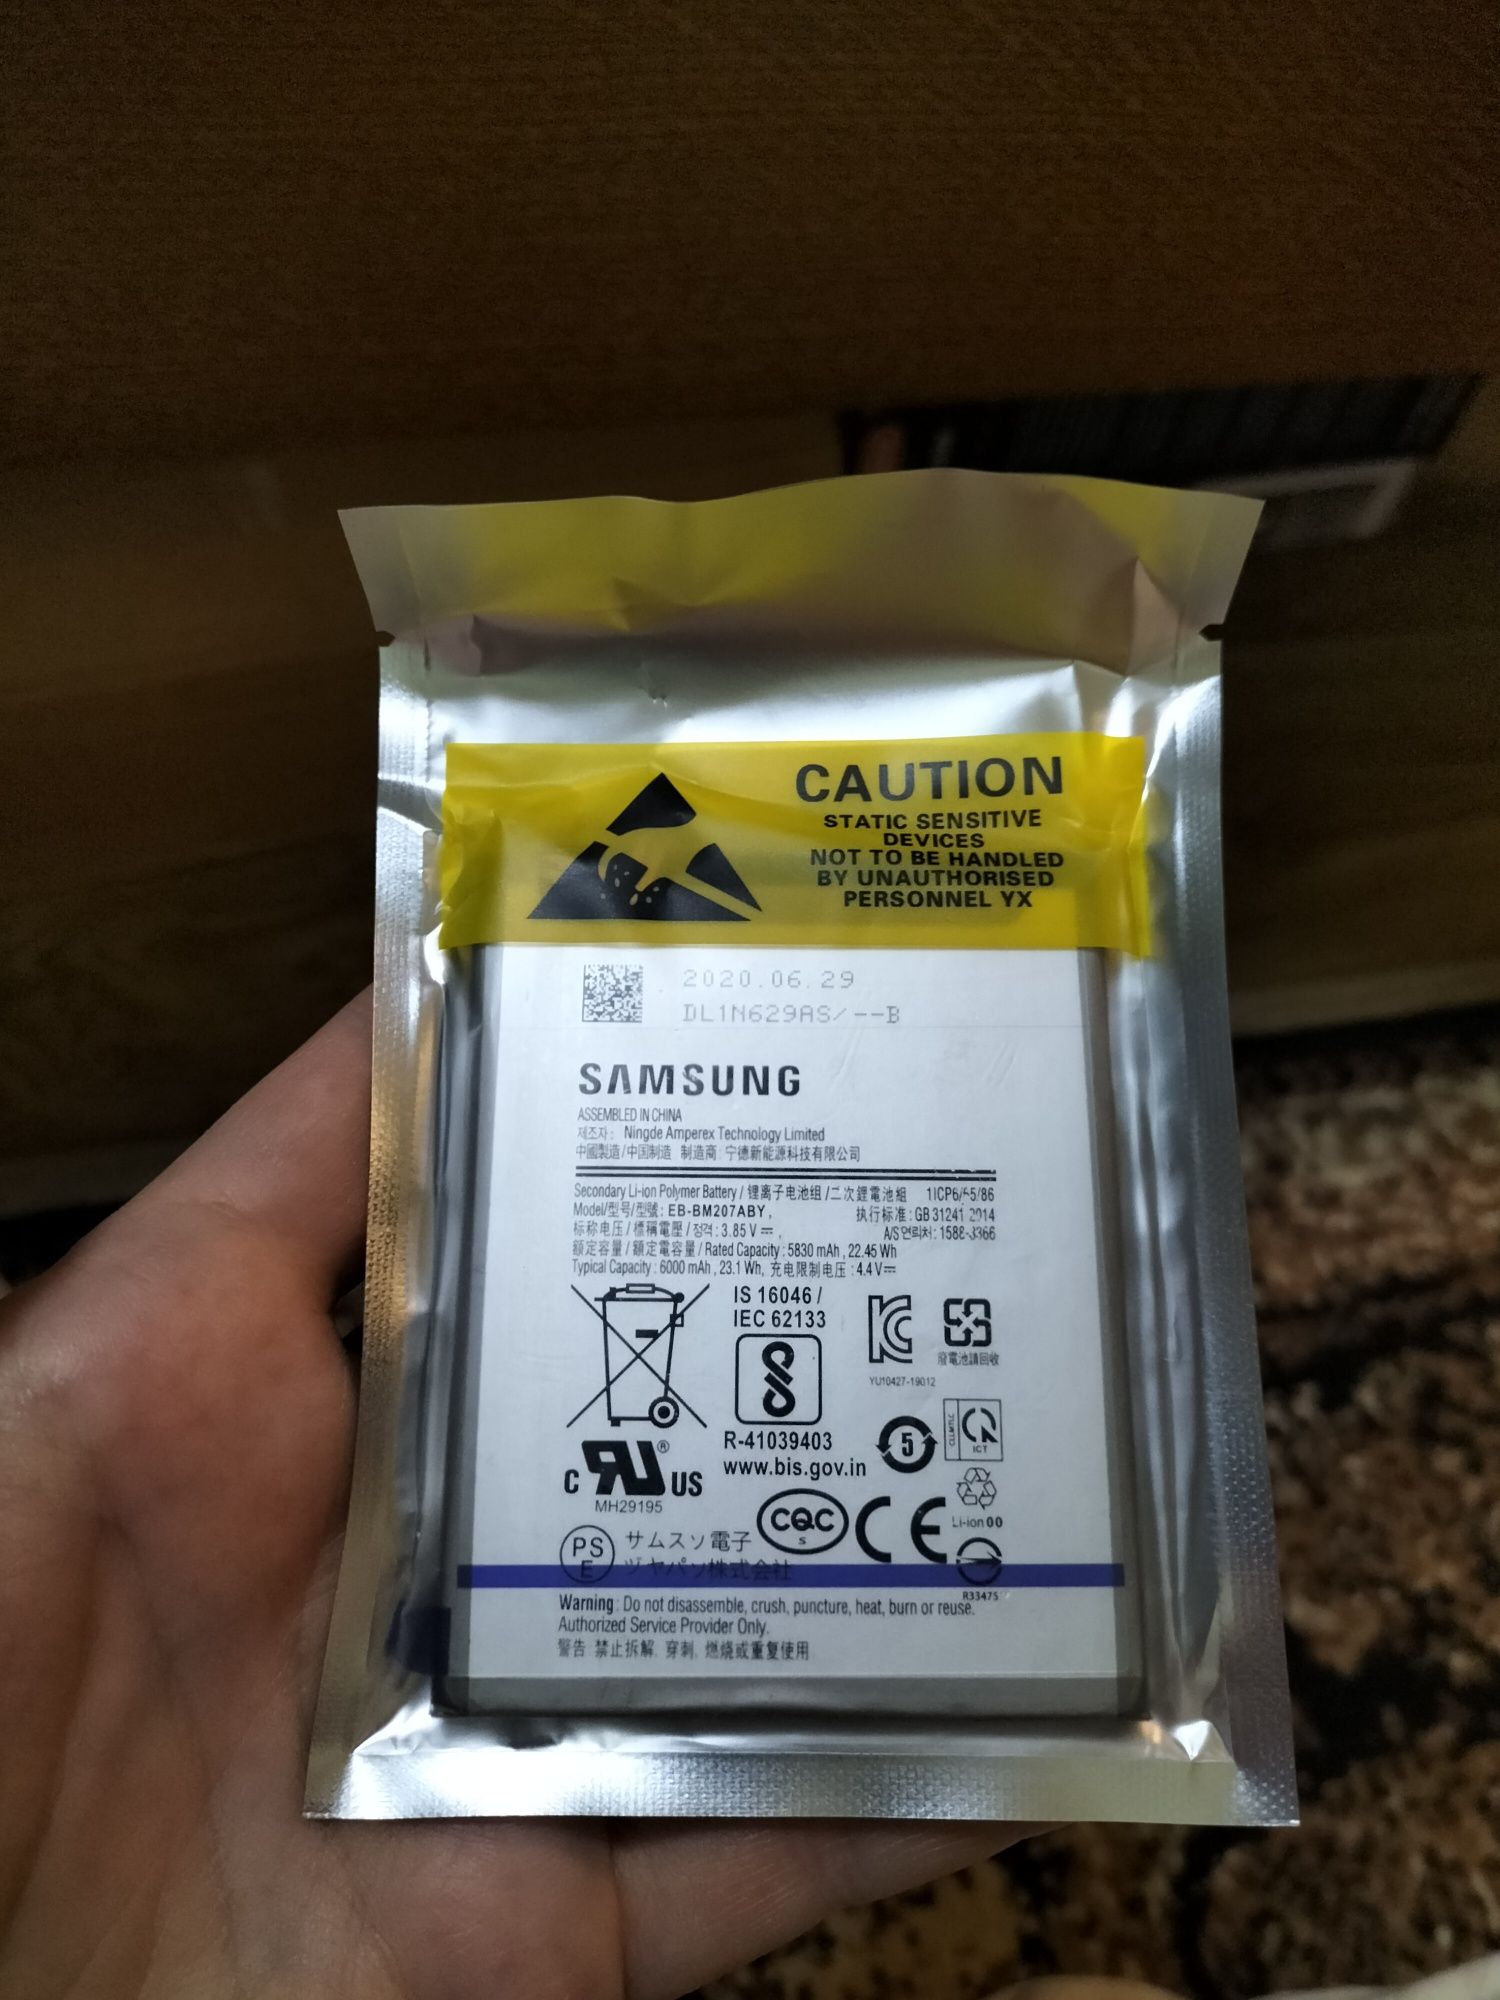 CAUTION
STATIC SENSITIVE
DEVICES
NOT TO BE HANDLED
BY UNAUTHORISED
PERSONNEL YX
2020.06.29
DL1N629AS/--B
SAMSUNG
ASSEMBLED IN CHINA
제조자: Ningde Amperex Technology Limited
中國製造/中国制造 制造商: 宁德新能源科技有限公司
Secondary Li-ion Polymer Battery / 锂离子电池组 / 二次鋰電池組 1ICP6/65/86
Model/型号/型號: EB-BM207ABY, 执行标准: GB 31241 2014
标称电压 / 標稱電壓 / 정격: 3.85 V⎓, A/S연락처: 1588-3366
额定容量 / 額定電容量 / Rated Capacity: 5830 mAh, 22.45 Wh
Typical Capacity: 6000 mAh, 23.1 Wh, 充电限制电压: 4.4 V⎓
IS 16046 /
IEC 62133
廢電池請回收
YU10427-19012
R-41039403
www.bis.gov.in
5
ICT
C RU ® US
MH29195
CQC
S
CE
Li-ion 00
PS
E
サムスソ電子
ヅヤパソ株式会社
R33475
Warning: Do not disassemble, crush, puncture, heat, burn or reuse.
Authorized Service Provider Only.
警告: 禁止拆解, 穿刺, 燃烧或重复使用